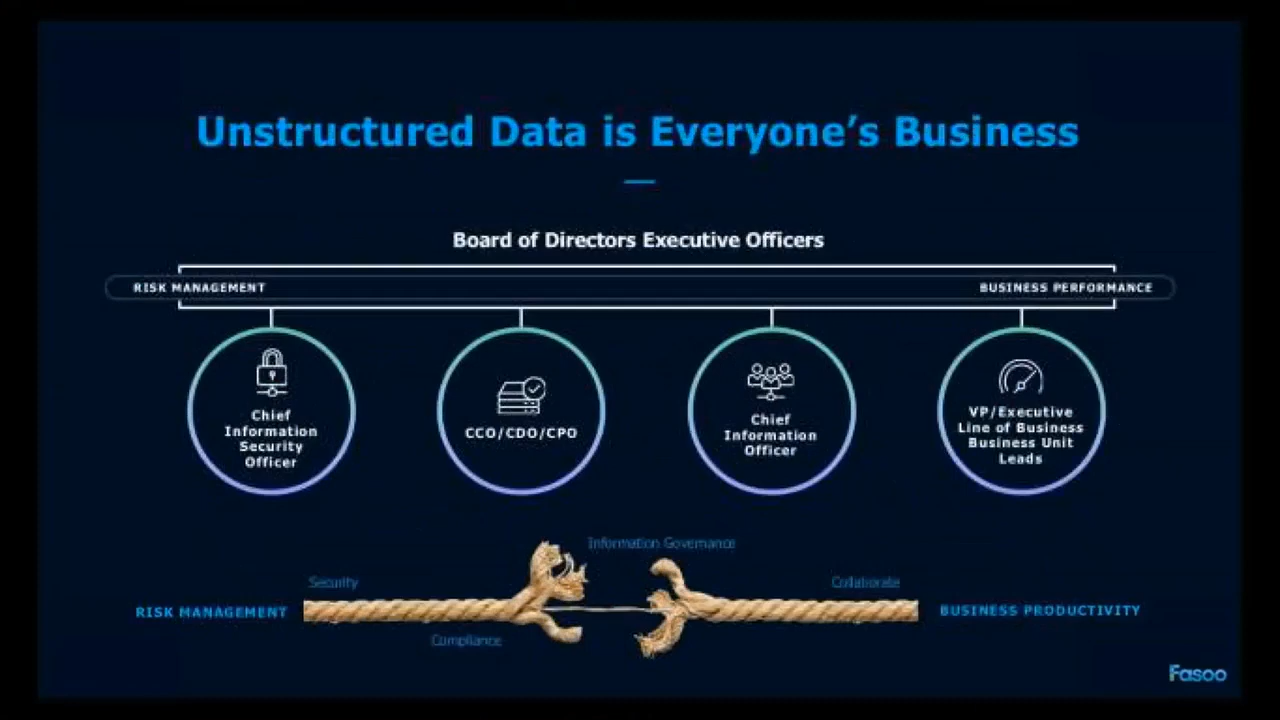 Unstructured Data is Everyone’s Business
Board of Directors Executive Officers
RISK MANAGEMENT
BUSINESS PERFORMANCE
Chief
Information
Security
Officer
CCO/CDO/CPO
Chief
Information
Officer
VP/Executive
Line of Business
Business Unit
Leads
Information Governance
Security
Collaborate
RISK MANAGEMENT
BUSINESS PRODUCTIVITY
Compliance
Fasoo